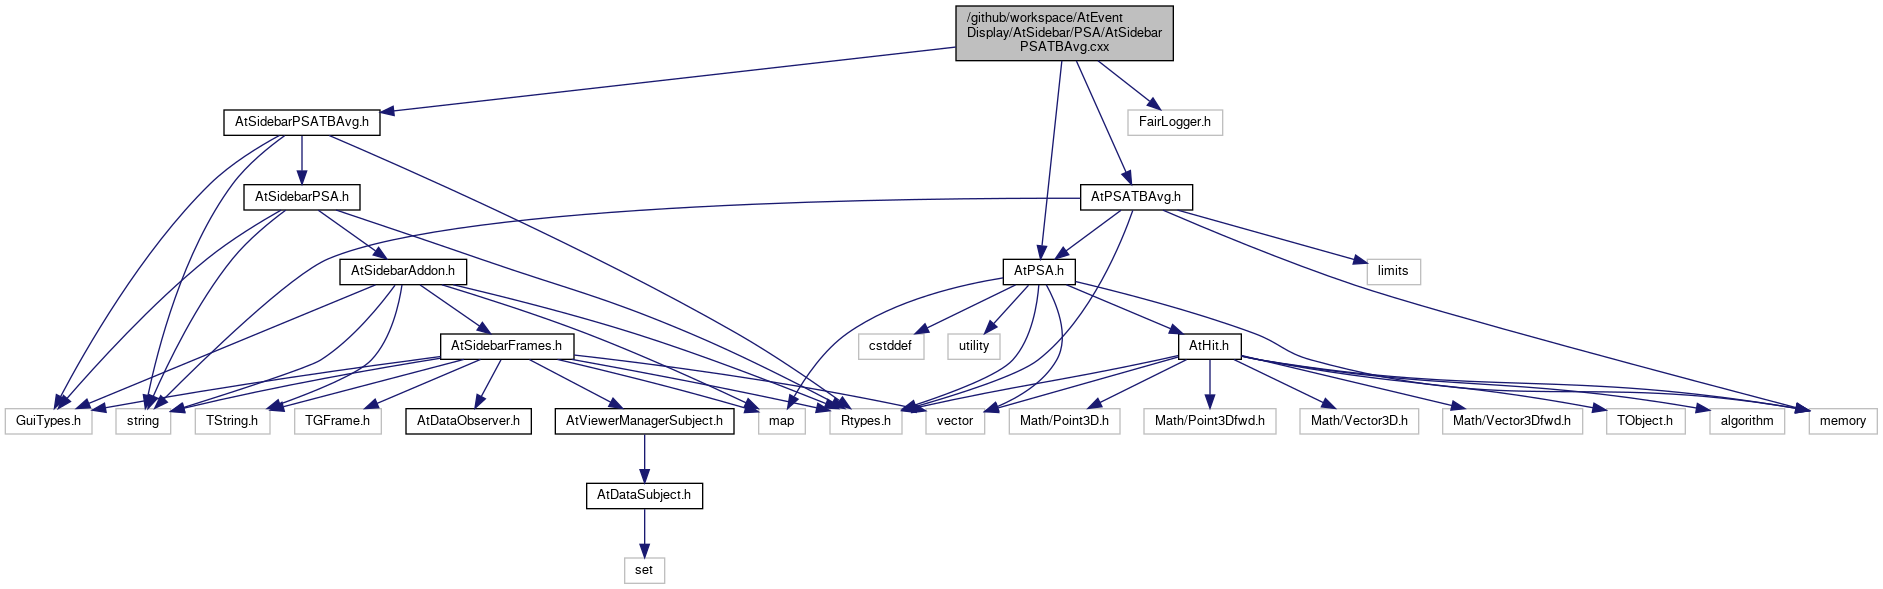 /github/workspace/AtEvent
Display/AtSidebar/PSA/AtSidebar
PSATBAvg.cxx
AtSidebarPSATBAvg.h
FairLogger.h
AtSidebarPSA.h
AtPSATBAvg.h
AtSidebarAddon.h
AtPSA.h
limits
AtSidebarFrames.h
cstddef
utility
AtHit.h
GuiTypes.h
string
TString.h
TGFrame.h
AtDataObserver.h
AtViewerManagerSubject.h
map
Rtypes.h
vector
Math/Point3D.h
Math/Point3Dfwd.h
Math/Vector3D.h
Math/Vector3Dfwd.h
TObject.h
algorithm
memory
AtDataSubject.h
set